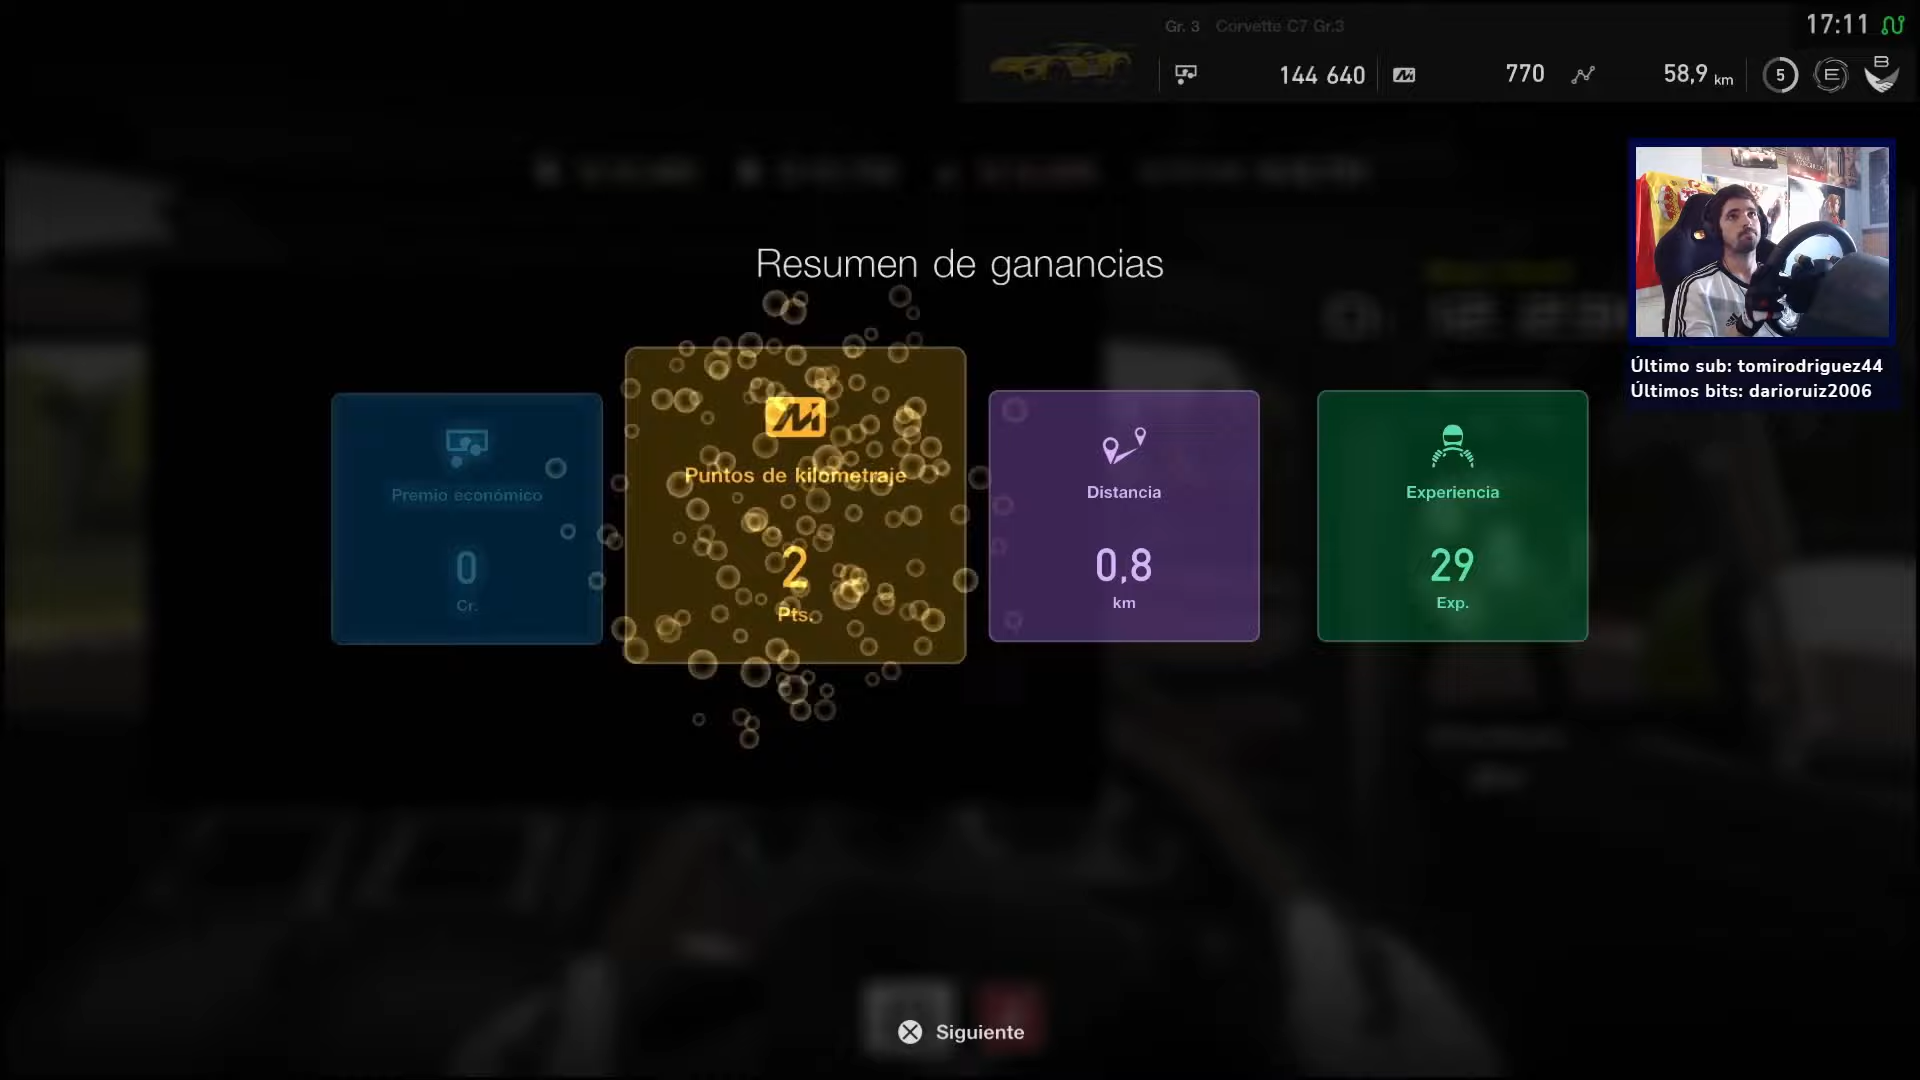 Gr. 3 Corvette C7 Gr.3
17:11
144 640
770
58,9 km
5
E
B
Resumen de ganancias
Último sub: tomirodriguez44
Últimos bits: darioruiz2006
Premio económico
0
Cr.
Puntos de kilometraje
2
Pts.
Distancia
0,8
km
Experiencia
29
Exp.
Siguiente